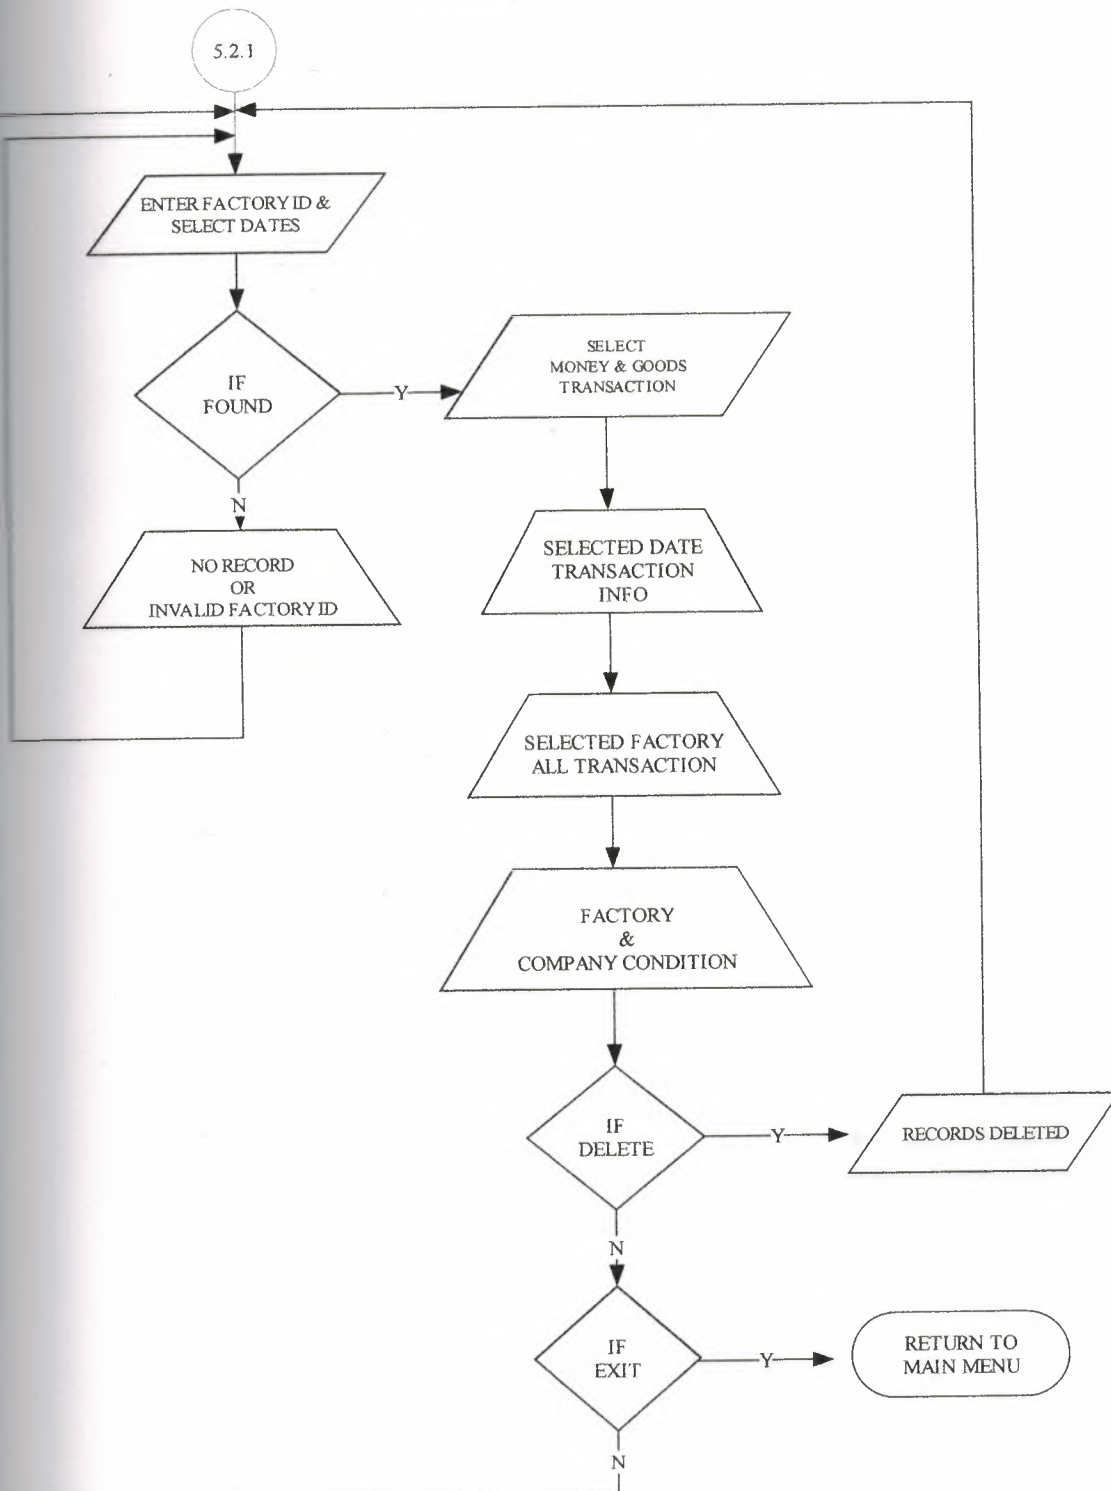 5.2.1
ENTER FACTORY ID &
SELECT DATES
IF
FOUND
Y
SELECT
MONEY & GOODS
TRANSACTION
N
NO RECORD
OR
INVALID FACTORY ID
SELECTED DATE
TRANSACTION
INFO
SELECTED FACTORY
ALL TRANSACTION
FACTORY
&
COMPANY CONDITION
IF
DELETE
Y
RECORDS DELETED
N
IF
EXIT
Y
RETURN TO
MAIN MENU
N